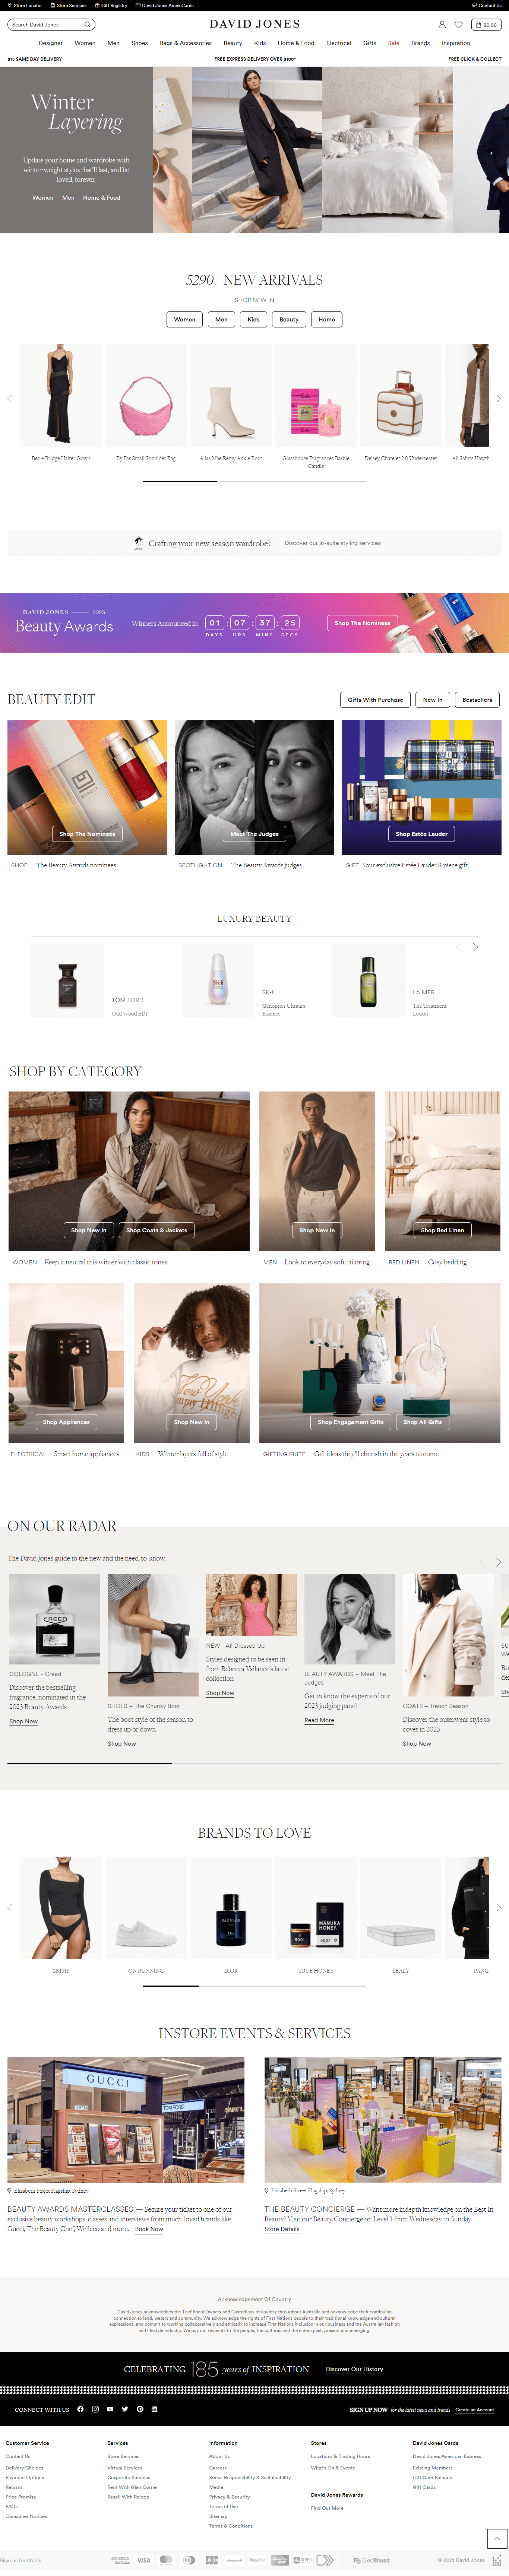 Store Locator
Store Services
Gift Registry
David Jones Amex Cards
Contact Us
Search David Jones
DAVID JONES
$0.00
Designer
Women
Men
Shoes
Bags & Accessories
Beauty
Kids
Home & Food
Electrical
Gifts
Sale
Brands
Inspiration
$15 SAME DAY DELIVERY
FREE EXPRESS DELIVERY OVER $100*
FREE CLICK & COLLECT
Winter
Layering
Update your home and wardrobe with
winter-weight styles that'll last, and be
loved, forever.
Women
Men
Home & Food
5290+ NEW ARRIVALS
SHOP NEW IN
Women
Men
Kids
Beauty
Home
Bec + Bridge Halter Gown
By Far Small Shoulder Bag
Alias Mae Remy Ankle Boot
Glasshouse Fragrances Barbie
Candle
Delsey Chatelet 2.0 Underseater
All Saints
Crafting your new season wardrobe?
Discover our in-suite styling services
DAVID JONES
2023
Beauty Awards
Winners Announced In
01 : 07 : 37 : 25
DAYS HRS MINS SECS
Shop The Nominees
BEAUTY EDIT
Gifts With Purchase
New In
Bestsellers
Shop The Nominees
Meet The Judges
Shop Estée Lauder
SHOP The Beauty Awards nominees
SPOTLIGHT ON The Beauty Awards judges
GIFT Your exclusive Estée Lauder 8-piece gift
LUXURY BEAUTY
TOM FORD
Oud Wood EDP
SK-II
Genoptics Ultraura
Essence
LA MER
The Treatment
Lotion
SHOP BY CATEGORY
Shop New In
Shop Coats & Jackets
Shop New In
Shop Bed Linen
WOMEN Keep it neutral this winter with classic tones
MEN Look to everyday soft tailoring
BED LINEN Cosy bedding
Shop Appliances
Shop New In
Shop Engagement Gifts
Shop All Gifts
ELECTRICAL Smart home appliances
KIDS Winter layers full of style
GIFTING SUITE Gift ideas they'll cherish in the years to come
ON OUR RADAR
The David Jones guide to the new and the need-to-know.
CREED
COLOGNE - Creed
Discover the bestselling
fragrance, nominated in the
2023 Beauty Awards
Shop Now
SHOES – The Chunky Boot
The boot style of the season to
dress up or down
Shop Now
NEW - All Dressed Up
Styles designed to be seen in
from Rebecca Vallance's latest
collection
Shop Now
BEAUTY AWARDS – Meet The
Judges
Get to know the experts of our
2023 judging panel
Read More
COATS – Trench Season
Discover the outerwear style to
covet in 2023
Shop Now
BRANDS TO LOVE
SKIMS
ON RUNNING
DIOR
TRUE HONEY
SEALY
PANG
INSTORE EVENTS & SERVICES
GUCCI
TOM FORD
Elizabeth Street Flagship, Sydney
BEAUTY AWARDS MASTERCLASSES — Secure your ticket to one of our
exclusive beauty workshops, classes and interviews from much-loved brands like
Gucci, The Beauty Chef, Welleco and more. Book Now
Elizabeth Street Flagship, Sydney
THE BEAUTY CONCIERGE — Want more indepth knowledge on the Best In
Beauty? Visit our Beauty Concierge on Level 1 from Wednesday to Sunday.
Store Details
Acknowledgement Of Country
David Jones acknowledges the Traditional Owners and Custodians of country throughout Australia and acknowledge their continuing
connection to land, waters and community. We acknowledge the rights of First Nations people to their traditional knowledge and cultural
expressions, and commit to working collaboratively and ethically to increase First Nations inclusion in our business and the Australian fashion
and lifestyle industry. We pay our respects to the people, the cultures and the elders past, present and emerging.
CELEBRATING 185 years of INSPIRATION
Discover Our History
CONNECT WITH US
SIGN UP NOW for the latest news and trends
Create an Account
Customer Service
Contact Us
Delivery Choices
Payment Options
Returns
Price Promise
FAQs
Consumer Notices
Services
Store Services
Virtual Services
Corporate Services
Rent With GlamCorner
Resell With Reloop
Information
About Us
Careers
Social Responsibility & Sustainability
Media
Privacy & Security
Terms of Use
Sitemap
Terms & Conditions
Stores
Locations & Trading Hours
What's On & Events
David Jones Rewards
Find Out More
David Jones Cards
David Jones American Express
Existing Members
Gift Card Balance
Gift Cards
Give us feedback
VISA
PayPal
GeoTrust
© 2021 David Jones